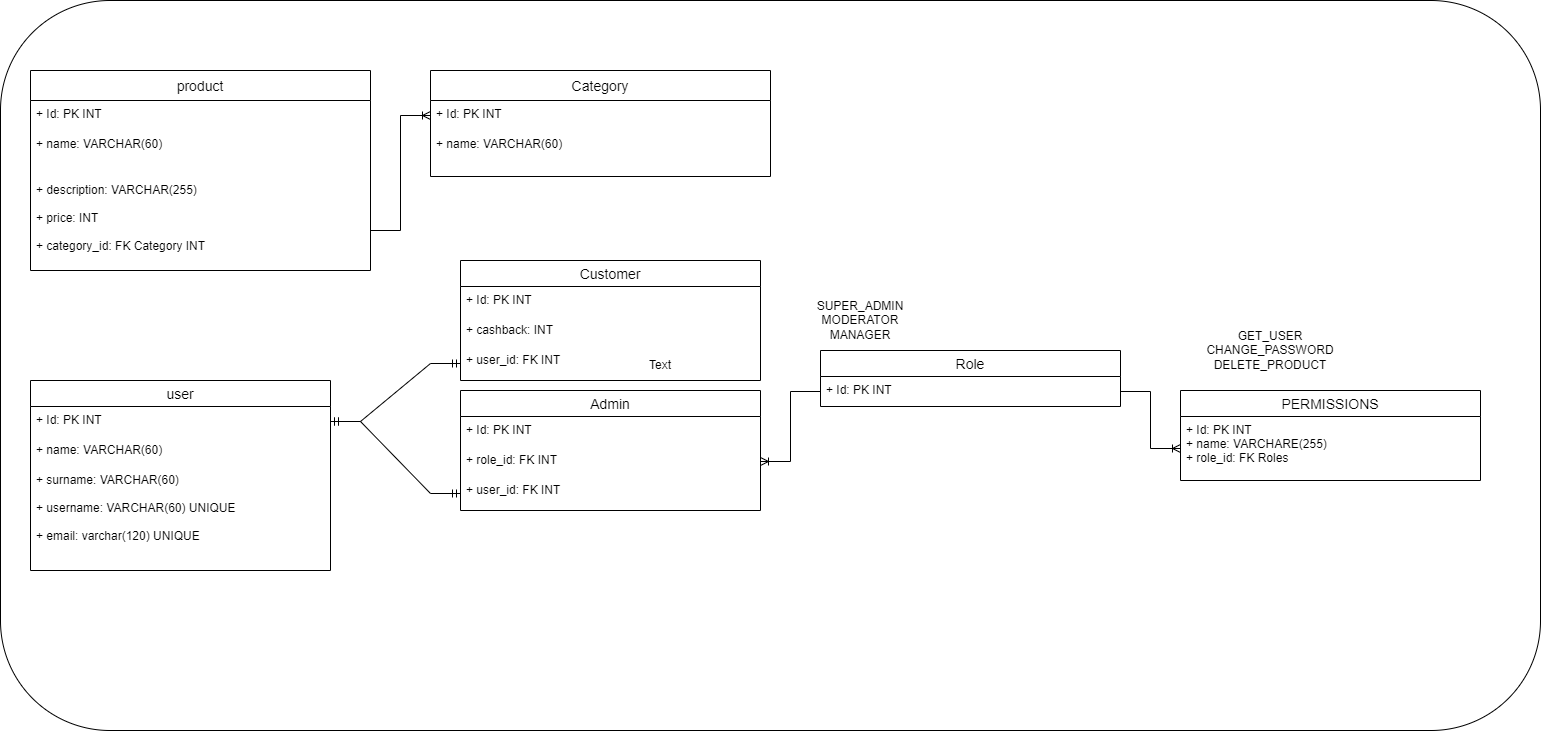 product
+ Id: PK INT
+ name: VARCHAR(60)
+ description: VARCHAR(255)
+ price: INT
+ category_id: FK Category INT
Category
+ Id: PK INT
+ name: VARCHAR(60)
Customer
+ Id: PK INT
+ cashback: INT
+ user_id: FK INT
Text
user
+ Id: PK INT
+ name: VARCHAR(60)
+ surname: VARCHAR(60)
+ username: VARCHAR(60) UNIQUE
+ email: varchar(120) UNIQUE
Admin
+ Id: PK INT
+ role_id: FK INT
+ user_id: FK INT
SUPER_ADMIN
MODERATOR
MANAGER
Role
+ Id: PK INT
GET_USER
CHANGE_PASSWORD
DELETE_PRODUCT
PERMISSIONS
+ Id: PK INT
+ name: VARCHARE(255)
+ role_id: FK Roles